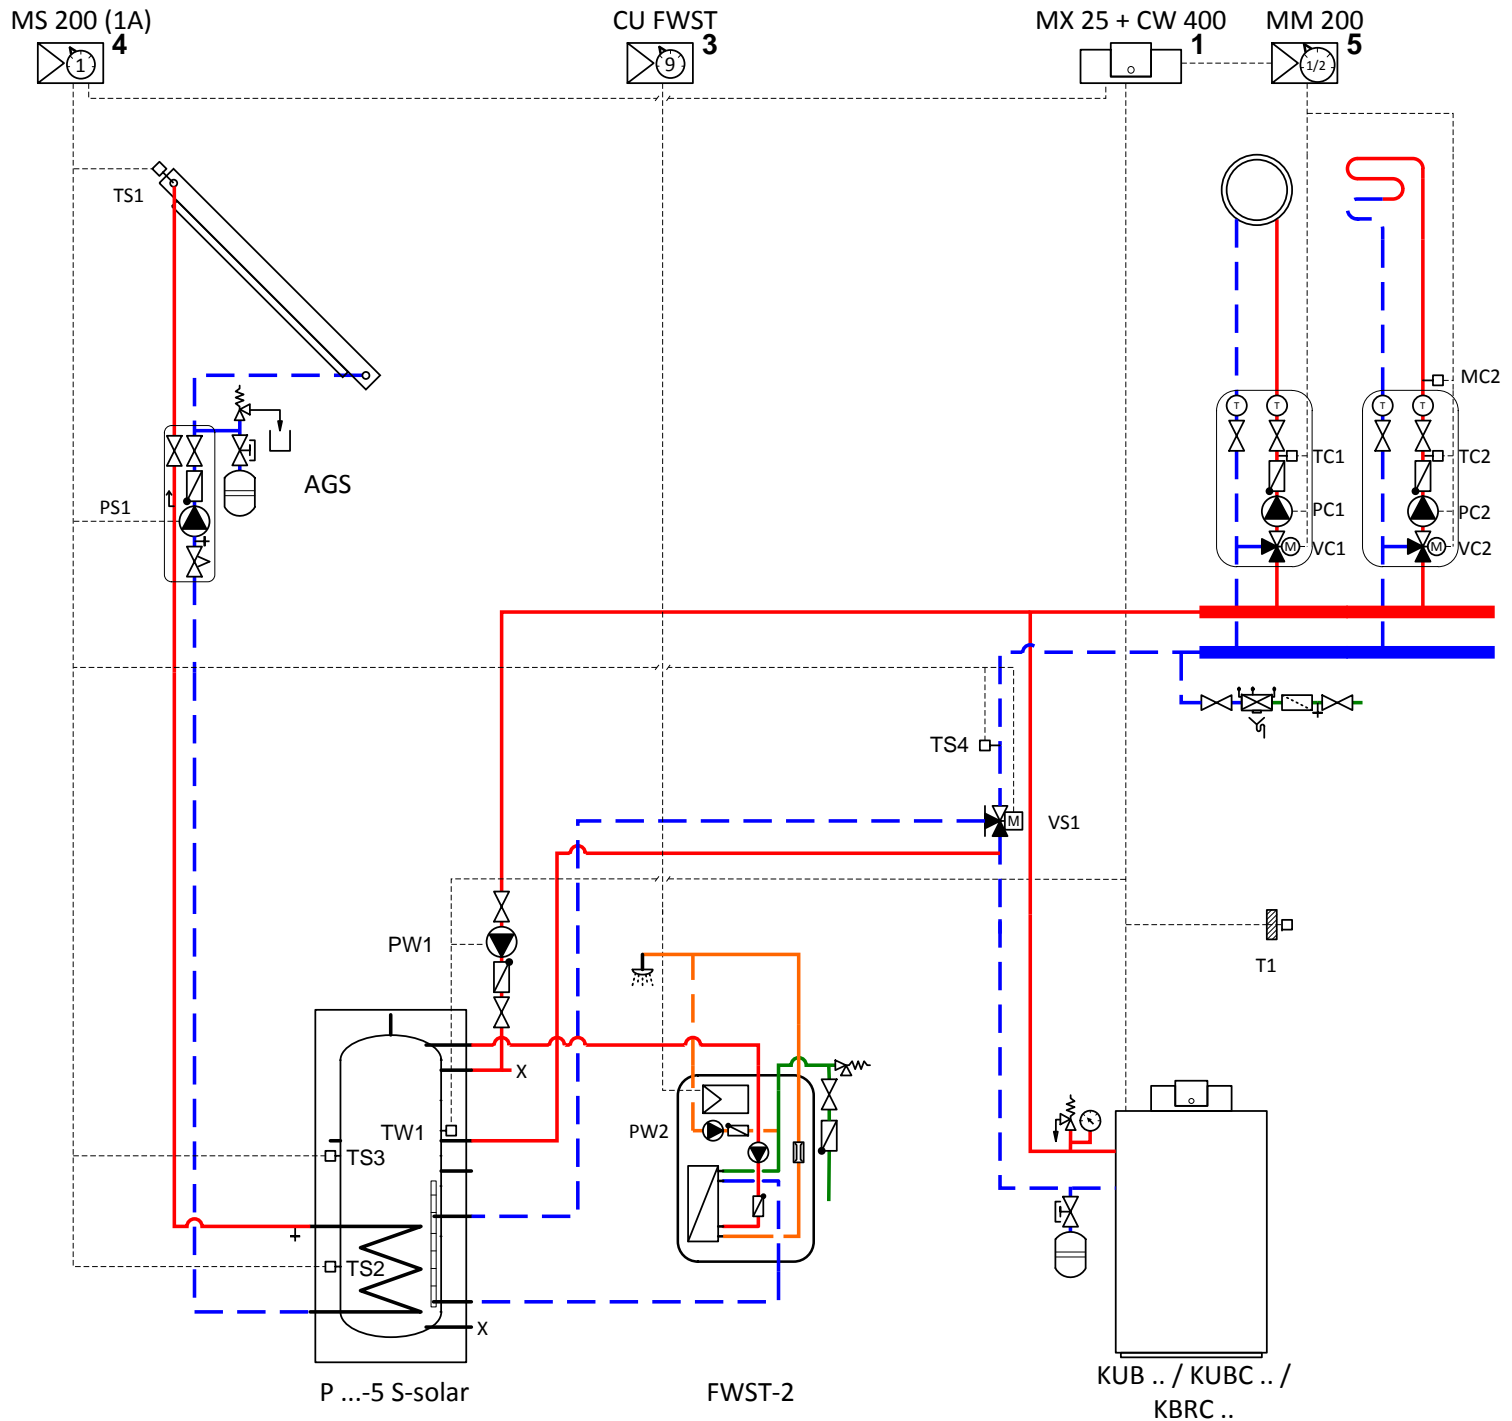 MS 200 (1A)
4
1
CU FWST
3
9
MX 25 + CW 400
1
MM 200
5
1/2
TS1
MC2
T
T
T
T
TC1
TC2
AGS
PS1
PC1
PC2
M
VC1
M
VC2
TS4
M
VS1
PW1
T1
X
TW1
PW2
TS3
TS2
X
P ...-5 S-solar
FWST-2
KUB .. / KUBC .. /
KBRC ..